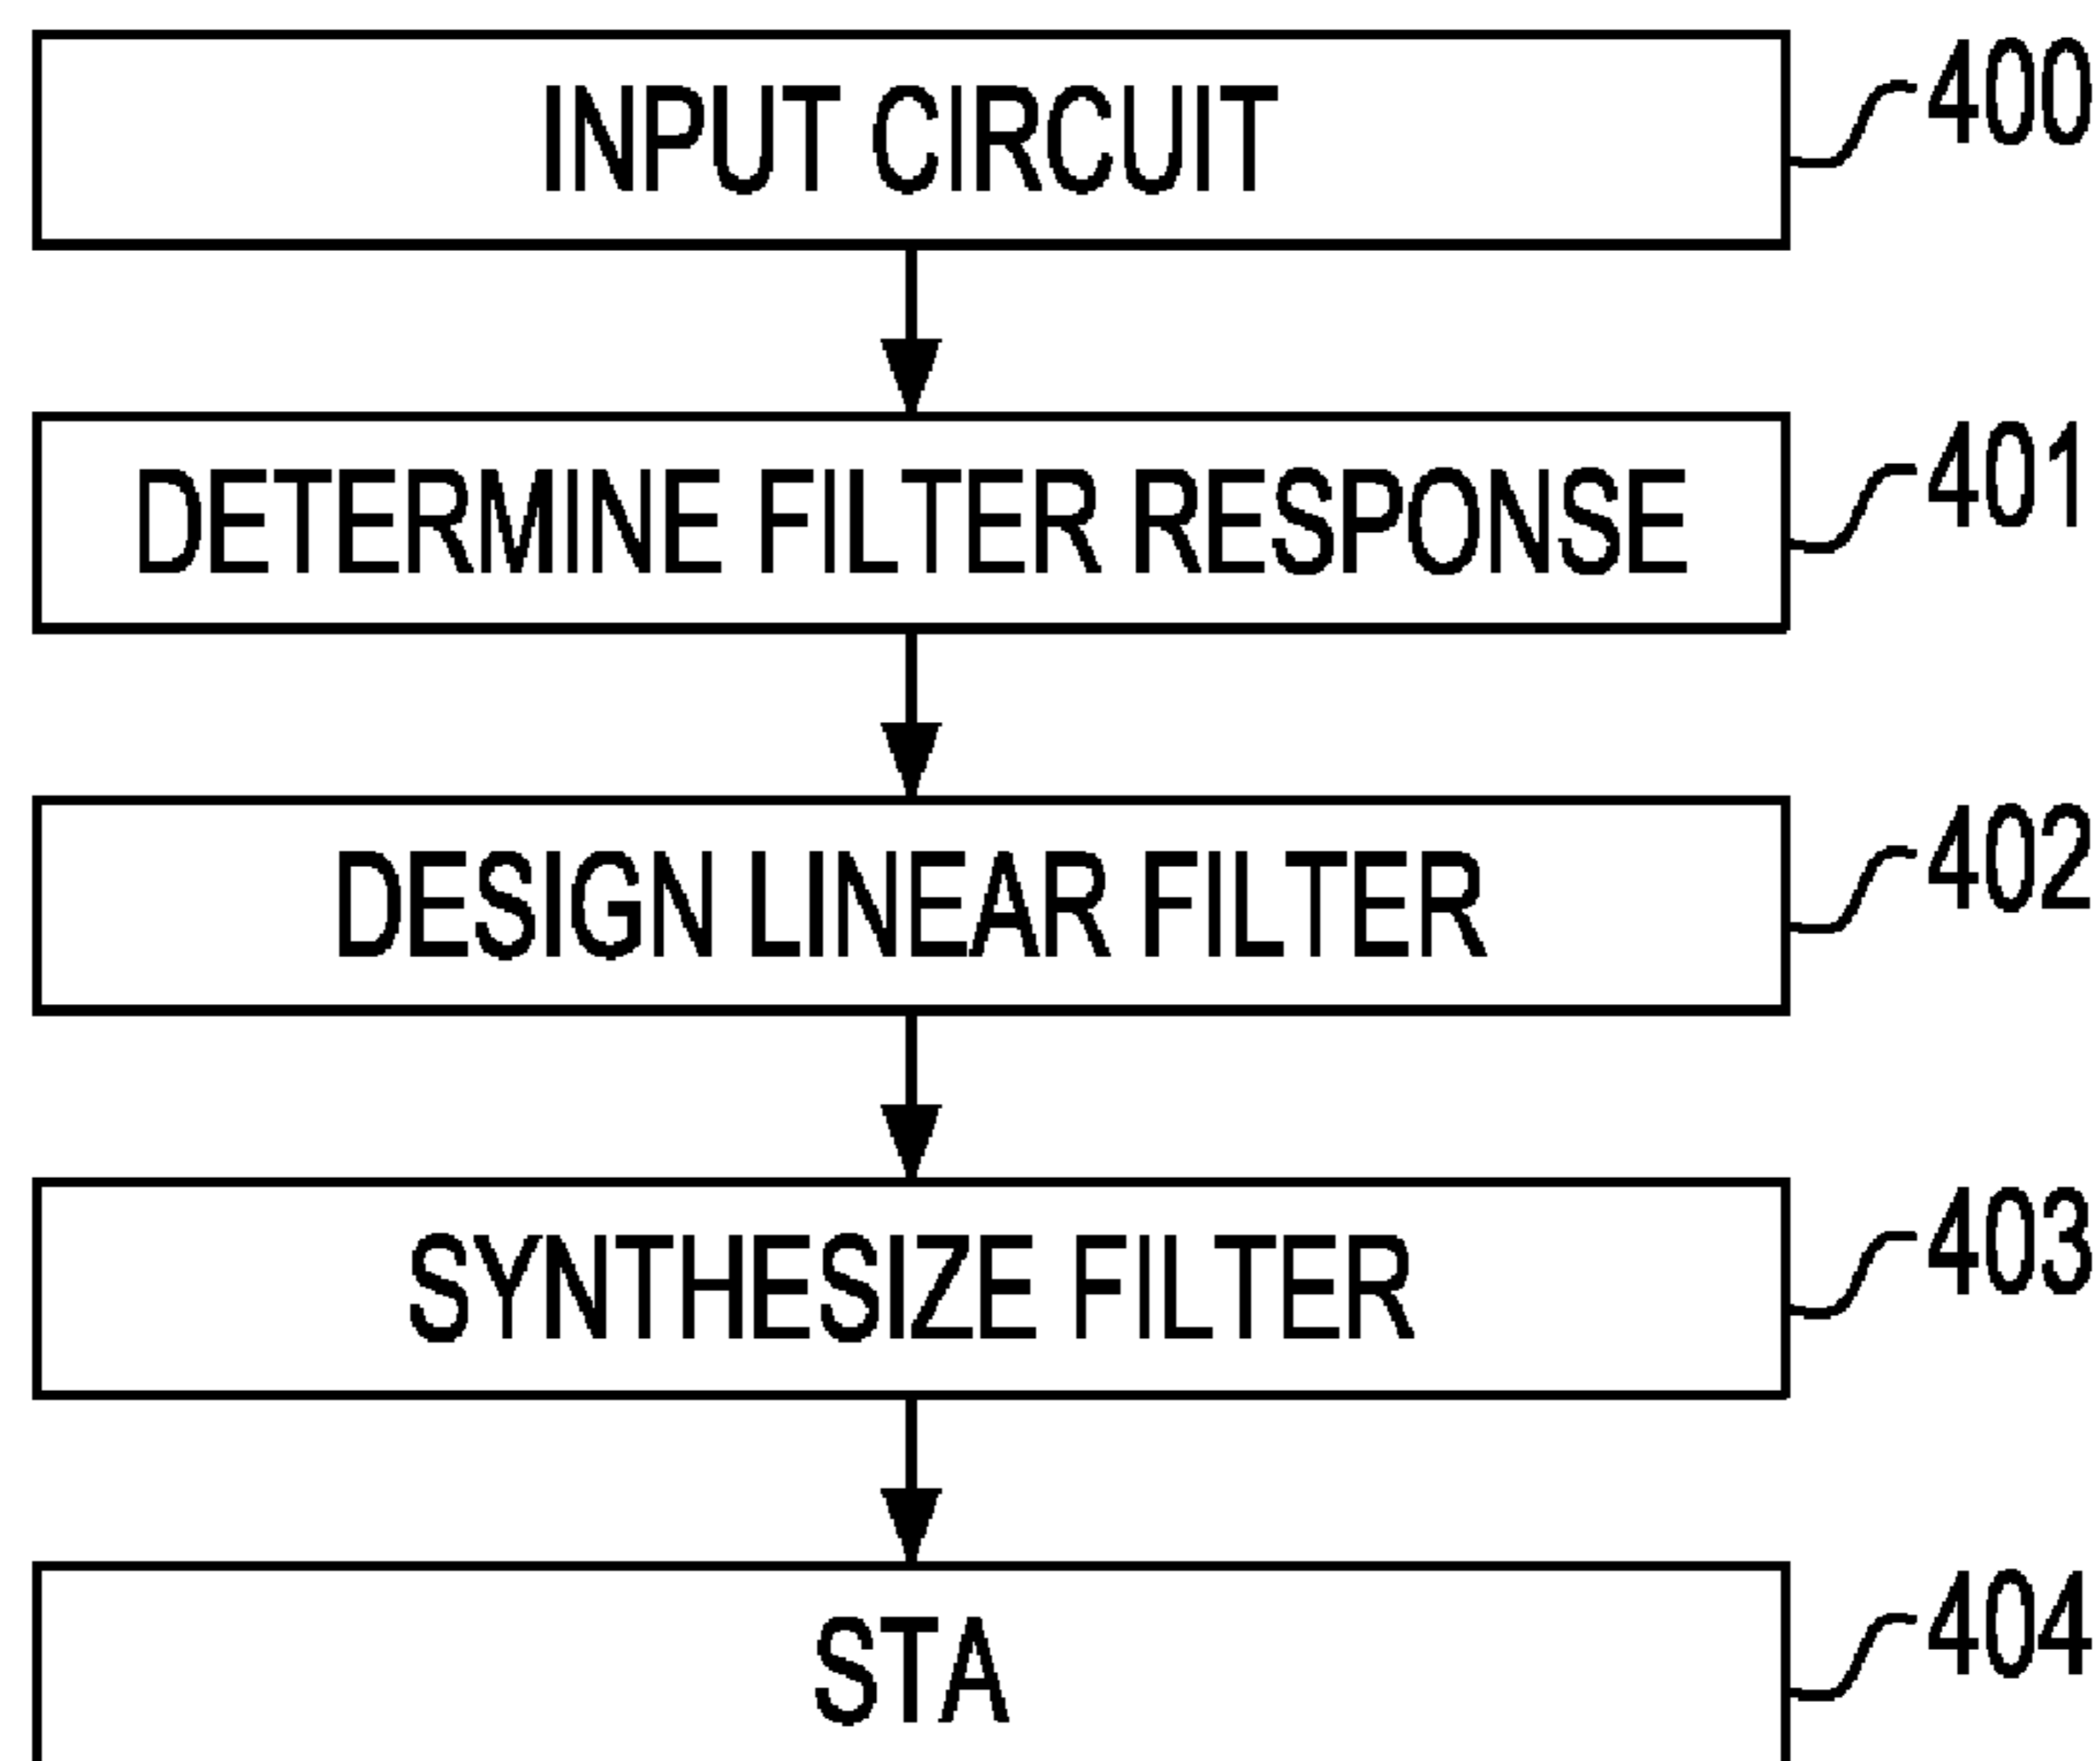 INPUT CIRCUIT 400
DETERMINE FILTER RESPONSE 401
DESIGN LINEAR FILTER 402
SYNTHESIZE FILTER 403
STA 404